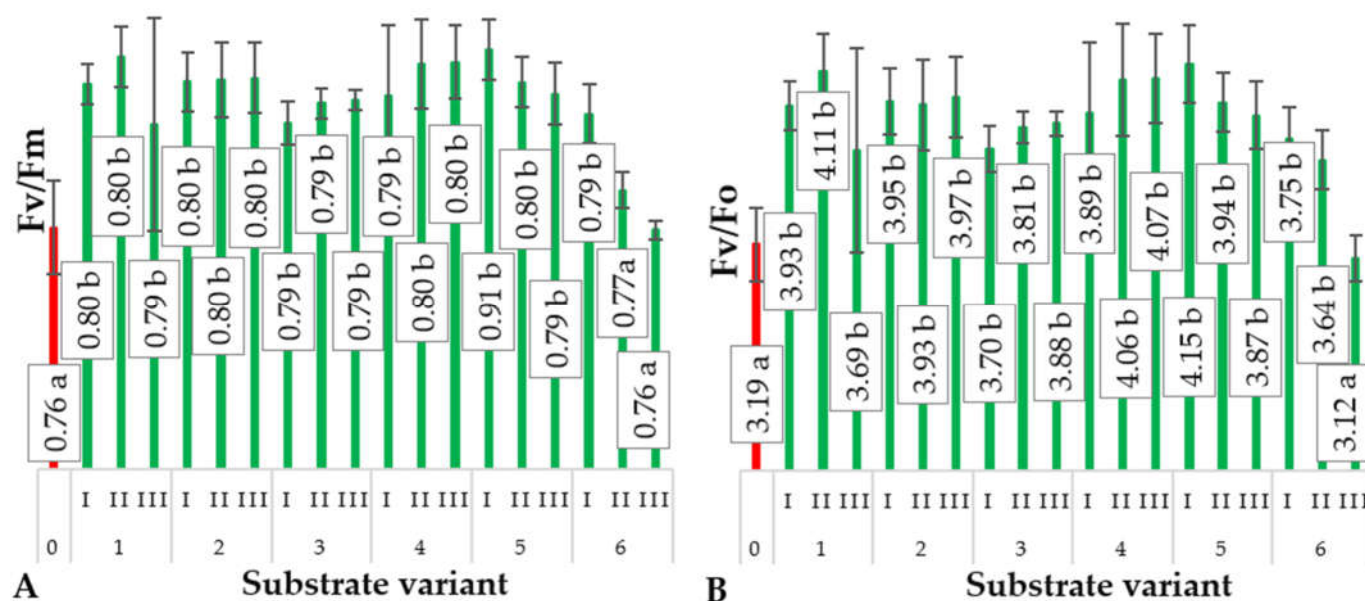 Fv/Fm
0.76 a
0.80 b
0.80 b
0.79 b
0.80 b
0.80 b
0.80 b
0.79 b
0.79 b
0.79 b
0.79 b
0.80 b
0.80 b
0.91 b
0.80 b
0.79 b
0.79 b
0.77a
0.76 a
I II III I II III I II III I II III I II III I II III
0 1 2 3 4 5 6
A Substrate variant
Fv/Fo
3.19 a
3.93 b
4.11 b
3.69 b
3.95 b
3.93 b
3.97 b
3.70 b
3.81 b
3.88 b
3.89 b
4.06 b
4.07 b
4.15 b
3.94 b
3.87 b
3.75 b
3.64 b
3.12 a
I II III I II III I II III I II III I II III I II III
0 1 2 3 4 5 6
B Substrate variant